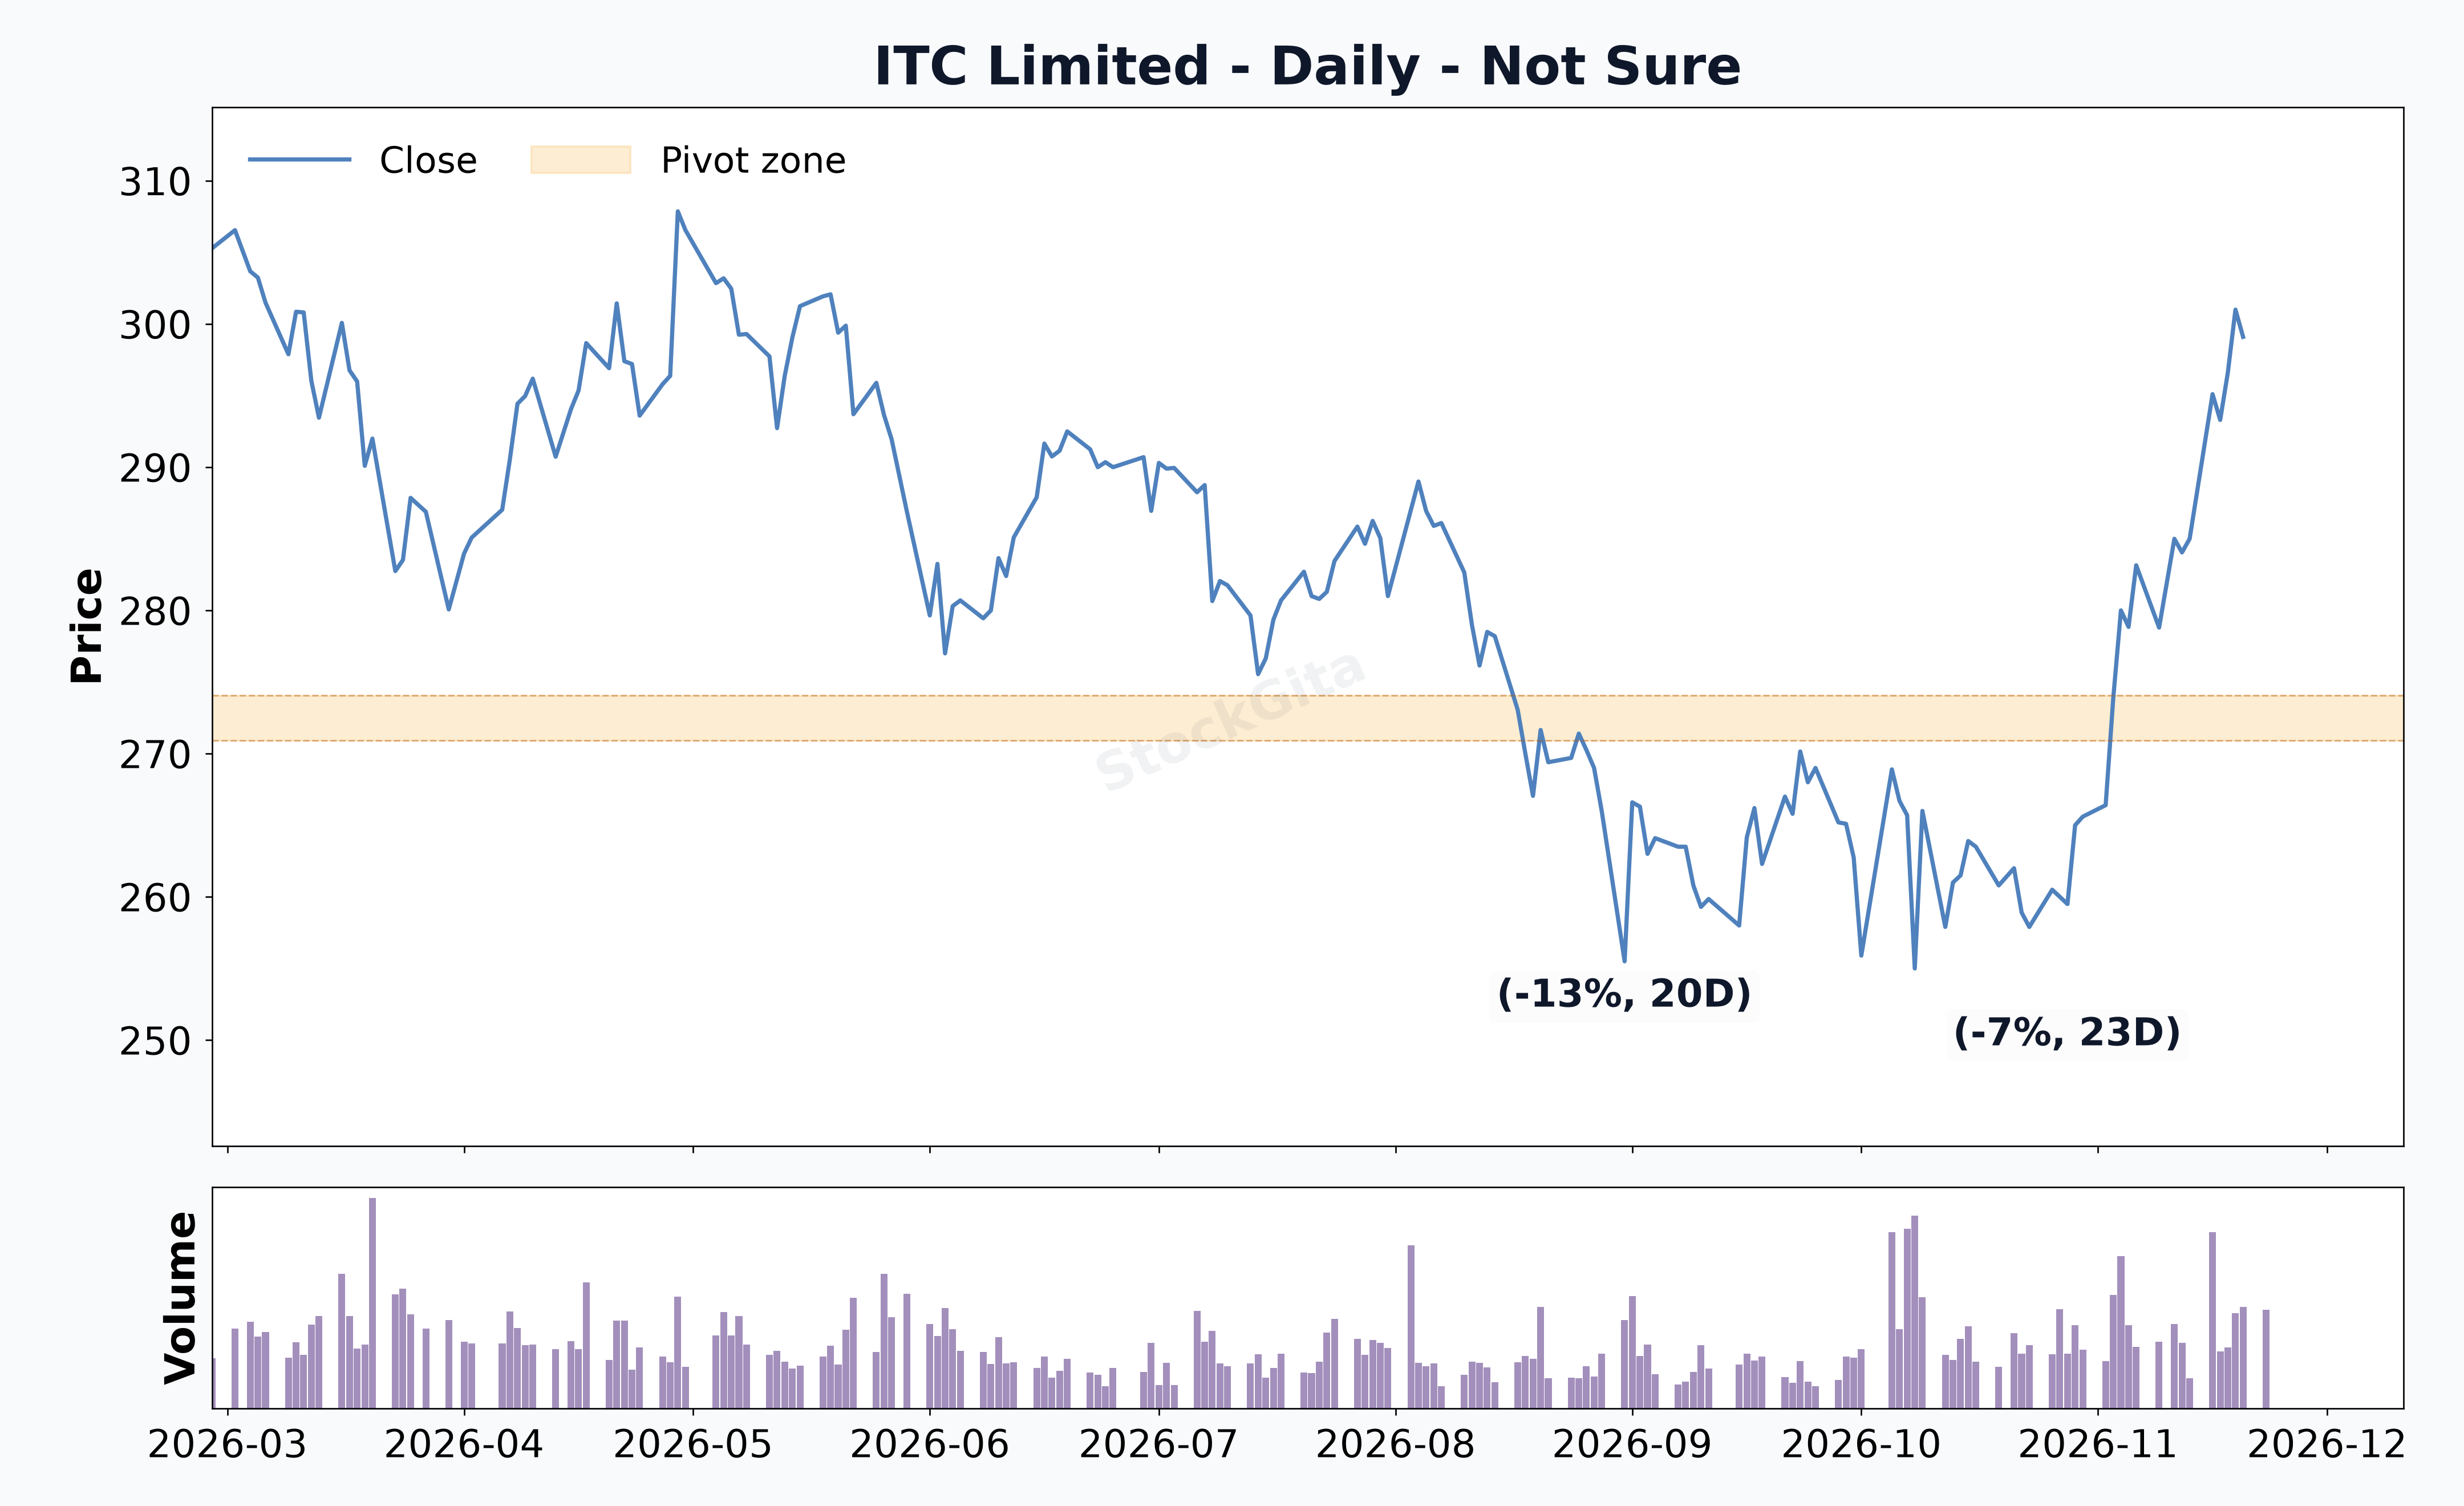 ITC Limited - Daily - Not Sure
Close
Pivot zone
310
300
290
280
270
260
250
Price
StockGita
(-13%, 20D)
(-7%, 23D)
Volume
2026-03
2026-04
2026-05
2026-06
2026-07
2026-08
2026-09
2026-10
2026-11
2026-12